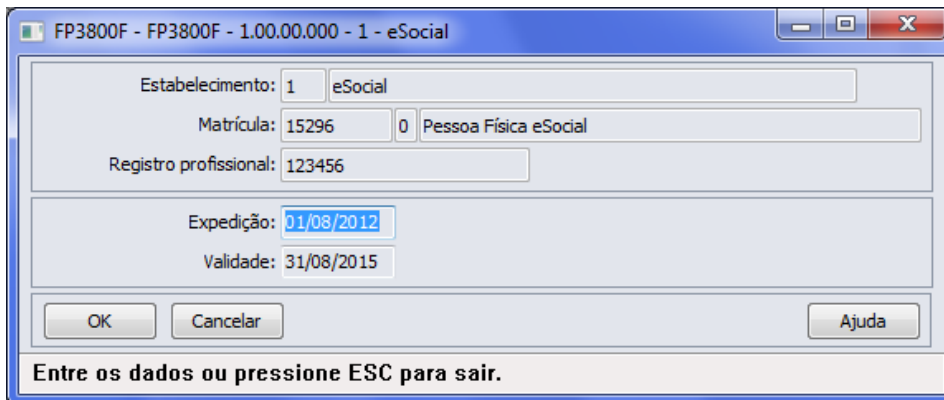 FP3800F - FP3800F - 1.00.00.000 - 1 - eSocial
Estabelecimento: 1 eSocial
Matrícula: 15296 0 Pessoa Física eSocial
Registro profissional: 123456
Expedição: 01/08/2012
Validade: 31/08/2015
OK Cancelar Ajuda
Entre os dados ou pressione ESC para sair.